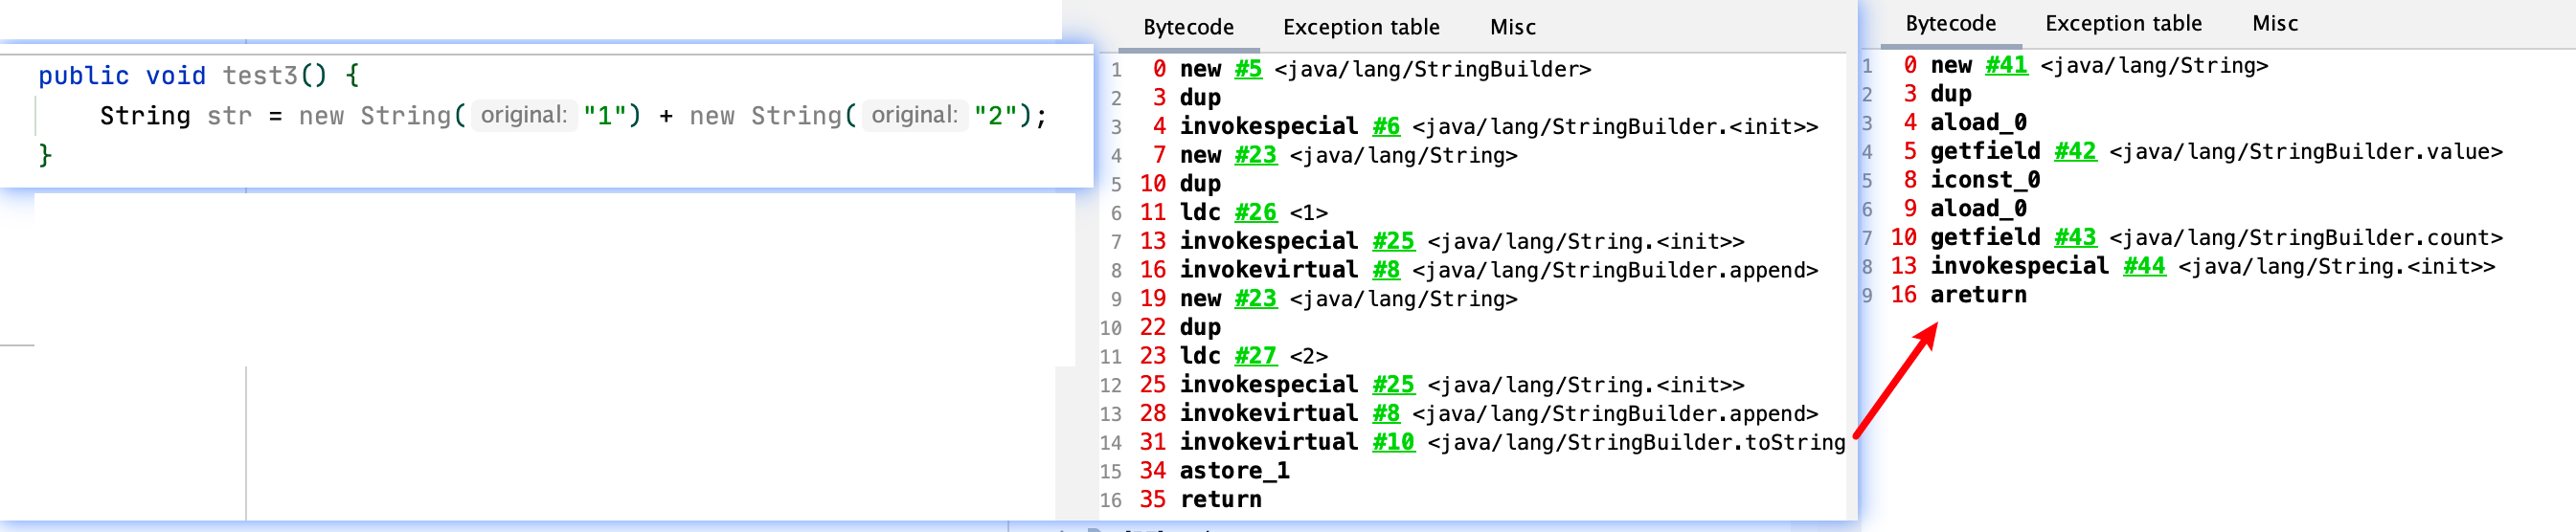 public void test3() {
String str = new String( original: "1") + new String( original: "2");
}
Bytecode Exception table Misc
1 0 new #5 <java/lang/StringBuilder>
2 3 dup
3 4 invokespecial #6 <java/lang/StringBuilder.<init>>
4 7 new #23 <java/lang/String>
5 10 dup
6 11 ldc #26 <1>
7 13 invokespecial #25 <java/lang/String.<init>>
8 16 invokevirtual #8 <java/lang/StringBuilder.append>
9 19 new #23 <java/lang/String>
10 22 dup
11 23 ldc #27 <2>
12 25 invokespecial #25 <java/lang/String.<init>>
13 28 invokevirtual #8 <java/lang/StringBuilder.append>
14 31 invokevirtual #10 <java/lang/StringBuilder.toString
15 34 astore_1
16 35 return
Bytecode Exception table Misc
1 0 new #41 <java/lang/String>
2 3 dup
3 4 aload_0
4 5 getfield #42 <java/lang/StringBuilder.value>
5 8 iconst_0
6 9 aload_0
7 10 getfield #43 <java/lang/StringBuilder.count>
8 13 invokespecial #44 <java/lang/String.<init>>
9 16 areturn